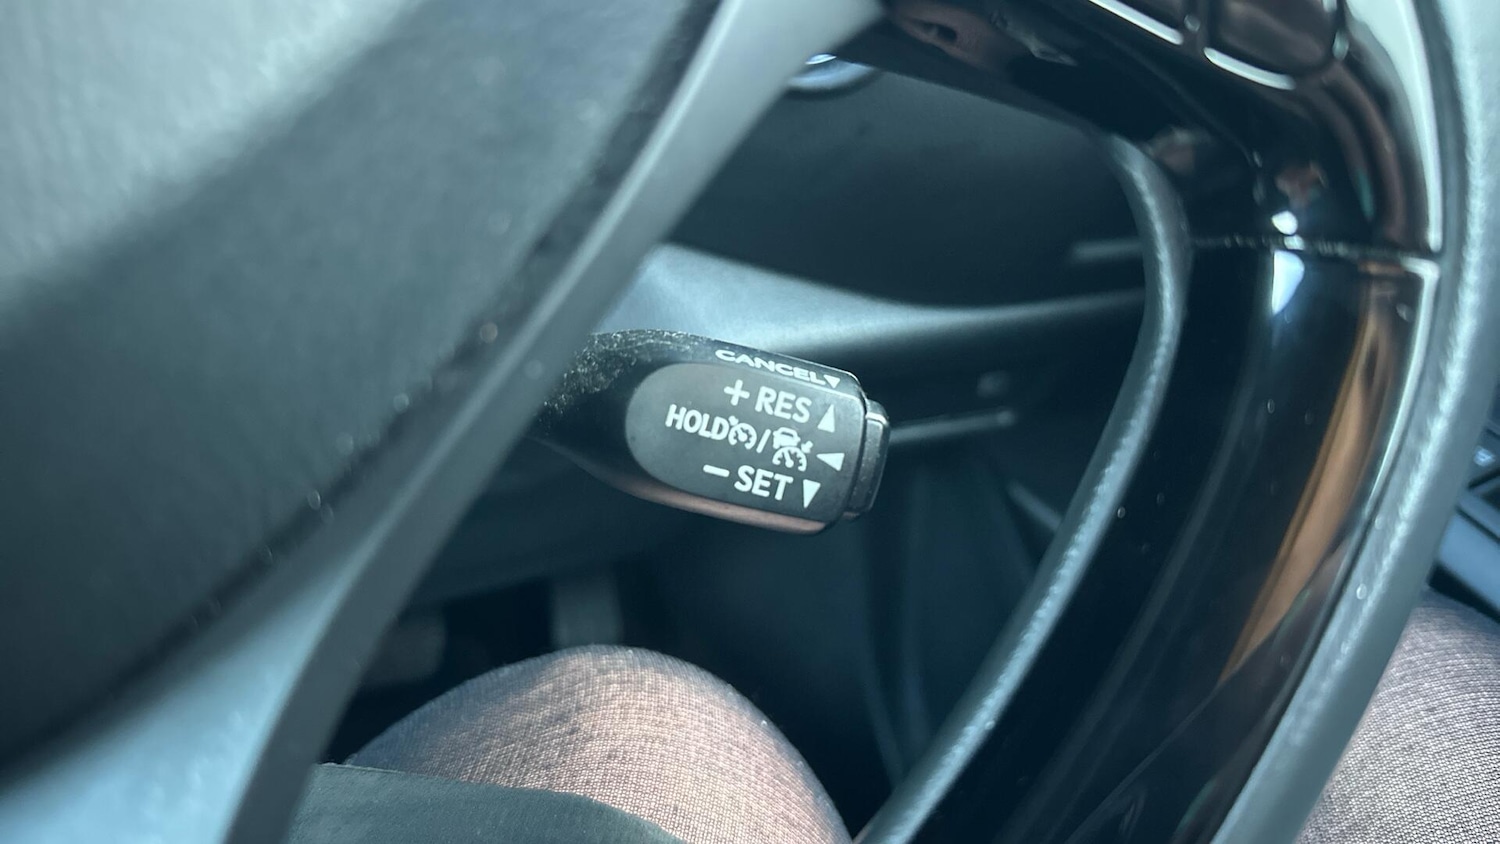 CANCEL▼
+ RES ▲
HOLD / ◀
− SET ▼